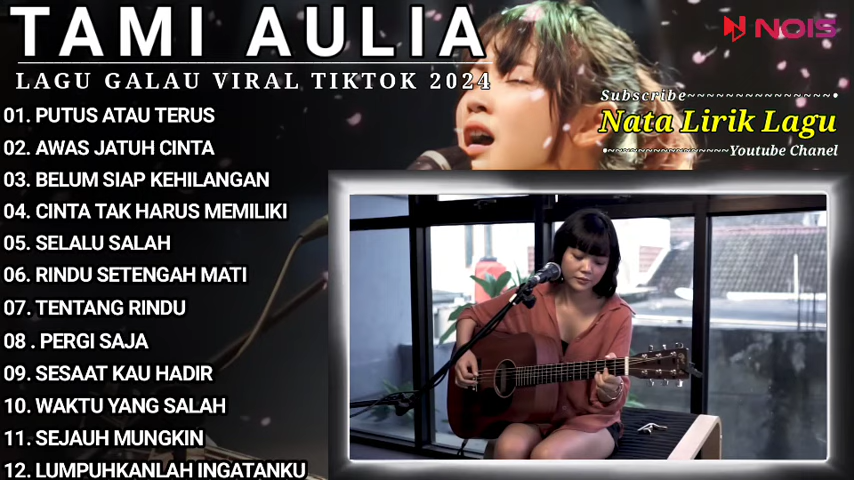 TAMI AULIA
LAGU GALAU VIRAL TIKTOK 2024
01. PUTUS ATAU TERUS
02. AWAS JATUH CINTA
03. BELUM SIAP KEHILANGAN
04. CINTA TAK HARUS MEMILIKI
05. SELALU SALAH
06. RINDU SETENGAH MATI
07. TENTANG RINDU
08 . PERGI SAJA
09. SESAAT KAU HADIR
10. WAKTU YANG SALAH
11. SEJAUH MUNGKIN
12. LUMPUHKANLAH INGATANKU
NOIS
Subscribe~~~~~~~~~~~~~~~•
Nata Lirik Lagu
•~~~~~~~~~~~~~~~Youtube Chanel